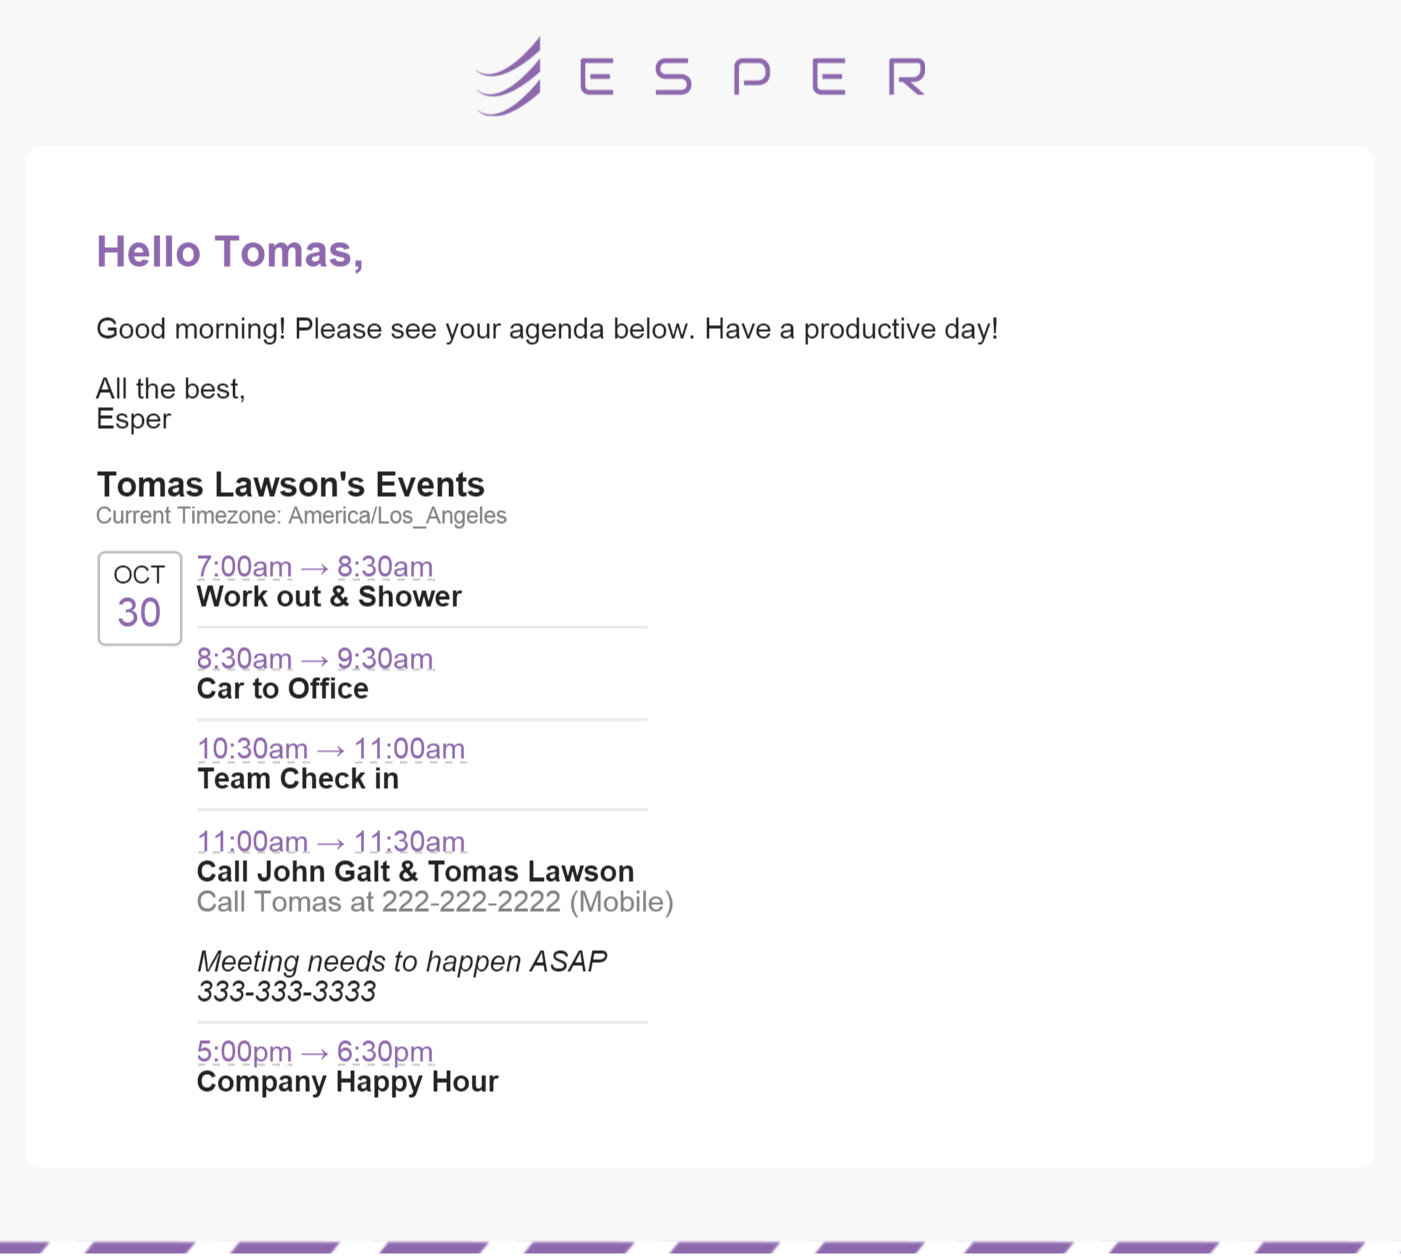 ESPER
Hello Tomas,
Good morning! Please see your agenda below. Have a productive day!
All the best,
Esper
Tomas Lawson's Events
Current Timezone: America/Los_Angeles
OCT
30
7:00am → 8:30am
Work out & Shower
8:30am → 9:30am
Car to Office
10:30am → 11:00am
Team Check in
11:00am → 11:30am
Call John Galt & Tomas Lawson
Call Tomas at 222-222-2222 (Mobile)
Meeting needs to happen ASAP
333-333-3333
5:00pm → 6:30pm
Company Happy Hour